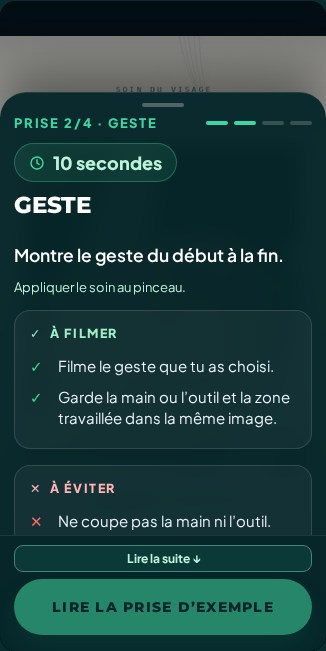 SOIN DU VISAGE
PRISE 2/4 · GESTE
10 secondes
GESTE
Montre le geste du début à la fin.
Appliquer le soin au pinceau.
✓ À FILMER
✓ Filme le geste que tu as choisi.
✓ Garde la main ou l’outil et la zone
travaillée dans la même image.
✕ À ÉVITER
✕ Ne coupe pas la main ni l’outil.
Lire la suite ↓
LIRE LA PRISE D’EXEMPLE